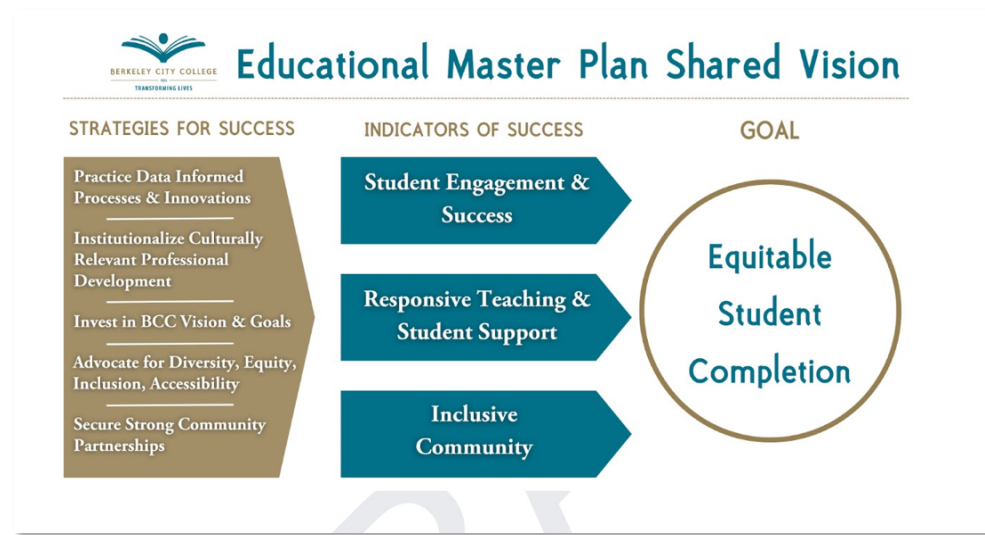 BERKELEY CITY COLLEGE
TRANSFORMING LIVES
Educational Master Plan Shared Vision
STRATEGIES FOR SUCCESS
Practice Data Informed
Processes & Innovations
Institutionalize Culturally
Relevant Professional
Development
Invest in BCC Vision & Goals
Advocate for Diversity, Equity,
Inclusion, Accessibility
Secure Strong Community
Partnerships
INDICATORS OF SUCCESS
Student Engagement &
Success
Responsive Teaching &
Student Support
Inclusive
Community
GOAL
Equitable
Student
Completion